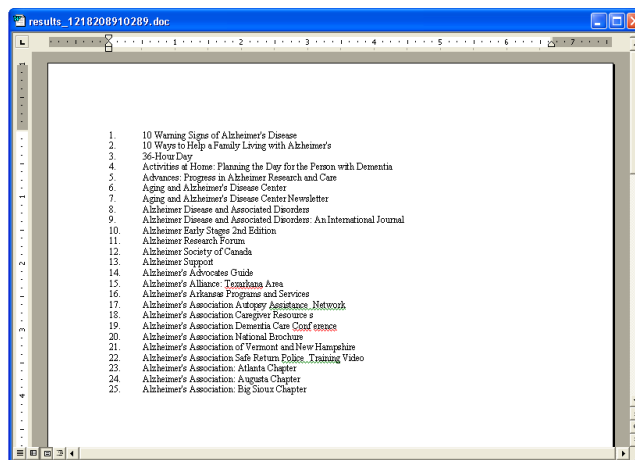 results_1218208910289.doc
1 2 3 4 5 6 7
1. 10 Warning Signs of Alzheimer's Disease
2. 10 Ways to Help a Family Living with Alzheimer's
3. 36-Hour Day
4. Activities at Home: Planning the Day for the Person with Dementia
5. Advances: Progress in Alzheimer Research and Care
6. Aging and Alzheimer's Disease Center
7. Aging and Alzheimer's Disease Center Newsletter
8. Alzheimer Disease and Associated Disorders
9. Alzheimer Disease and Associated Disorders: An International Journal
10. Alzheimer Early Stages 2nd Edition
11. Alzheimer Research Forum
12. Alzheimer Society of Canada
13. Alzheimer Support
14. Alzheimer's Advocates Guide
15. Alzheimer's Alliance: Texarkana Area
16. Alzheimer's Arkansas Programs and Services
17. Alzheimer's Association Autopsy Assistance Network
18. Alzheimer's Association Caregiver Resource s
19. Alzheimer's Association Dementia Care Conf erence
20. Alzheimer's Association National Brochure
21. Alzheimer's Association of Vermont and New Hampshire
22. Alzheimer's Association Safe Return Police Training Video
23. Alzheimer's Association: Atlanta Chapter
24. Alzheimer's Association: Augusta Chapter
25. Alzheimer's Association: Big Sioux Chapter